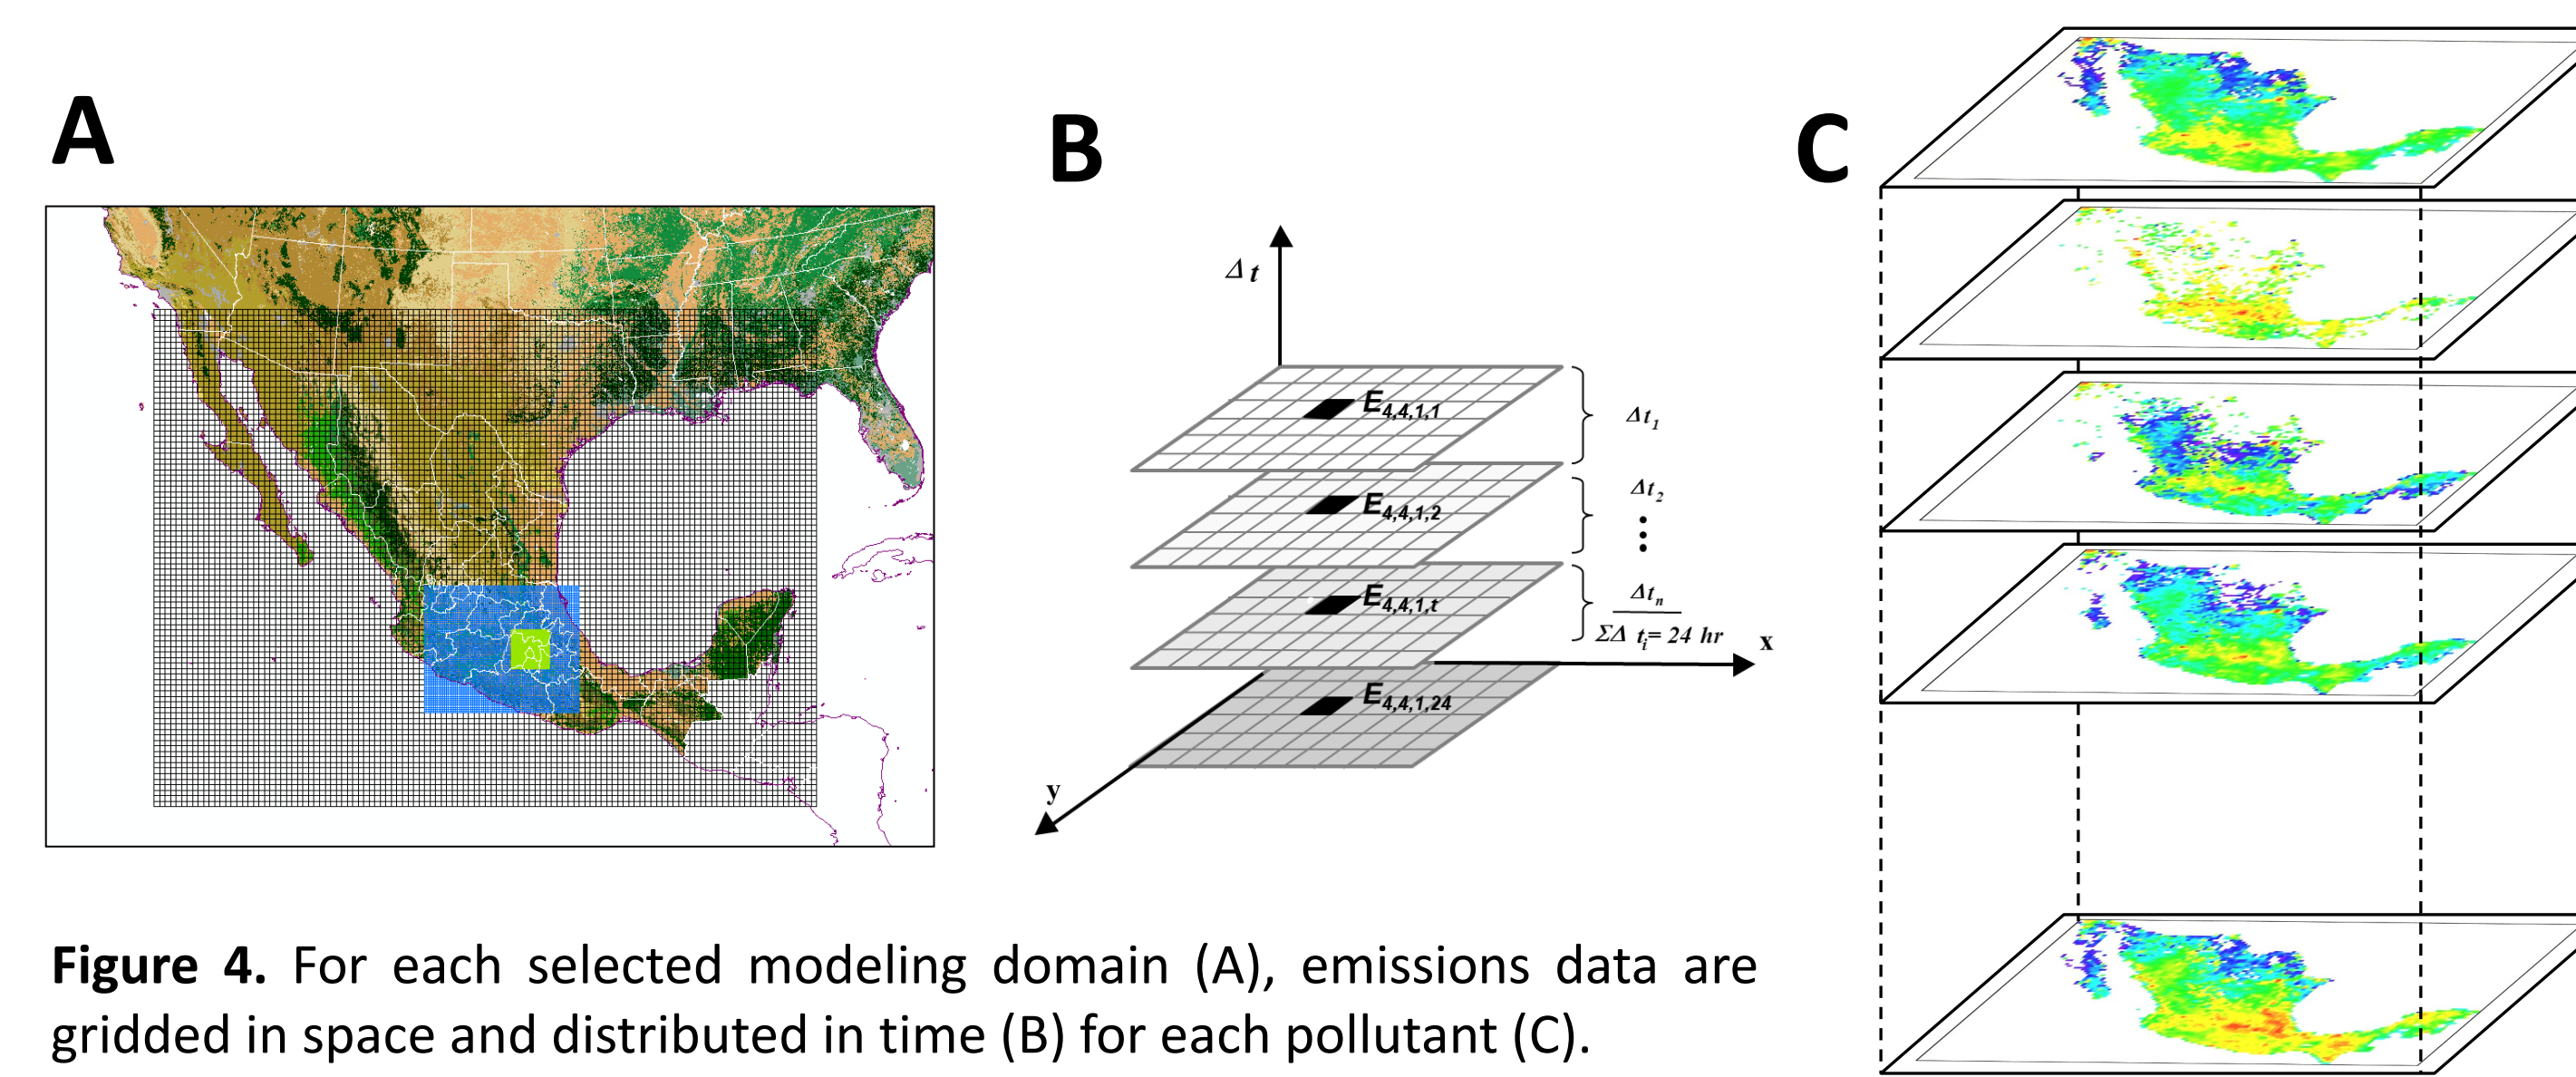 A
B
C
Δ t
E4,4,1,1
Δt1
E4,4,1,2
Δt2
E4,4,1,t
Δtn
ΣΔ ti= 24 hr
x
E4,4,1,24
y
Figure 4. For each selected modeling domain (A), emissions data are
gridded in space and distributed in time (B) for each pollutant (C).